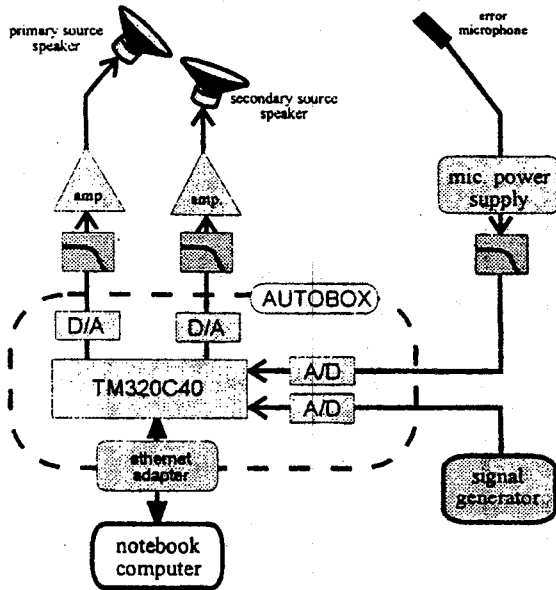 primary source
speaker
error
microphone
secondary source
speaker
amp.
amp.
mic. power
supply
AUTOBOX
D/A
D/A
A/D
TM320C40
A/D
ethernet
adapter
signal
generator
notebook
computer